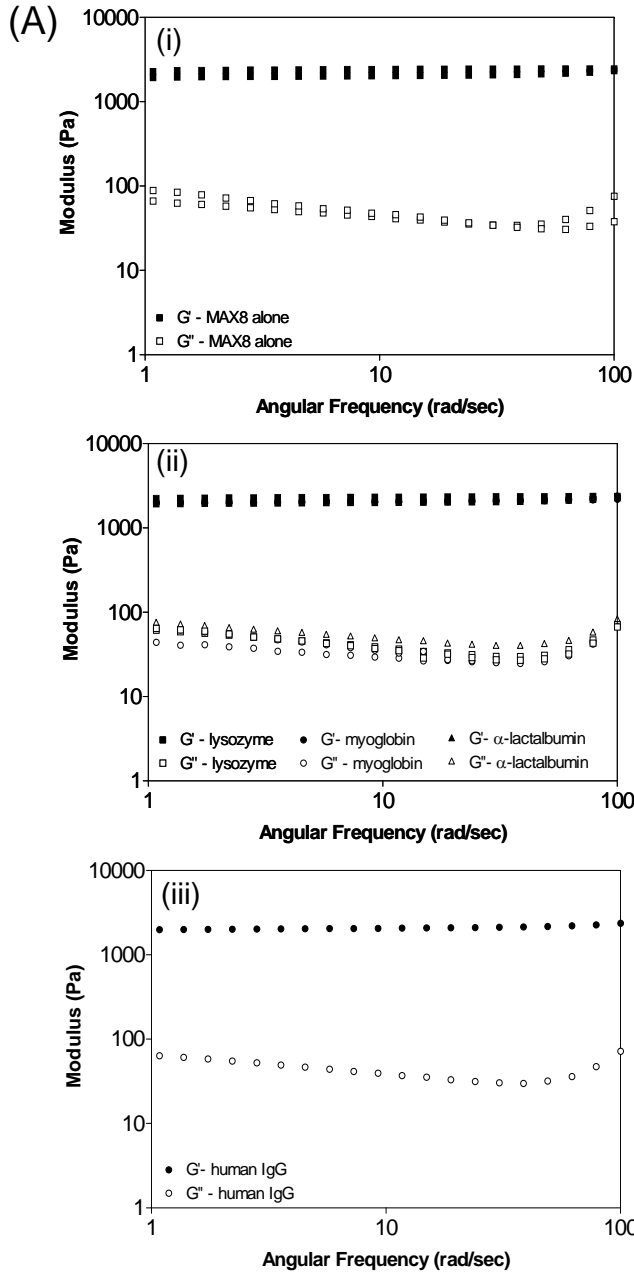 (A)
(i)
10000
1000
100
10
1
Modulus (Pa)
G' - MAX8 alone
G'' - MAX8 alone
1 10 100
Angular Frequency (rad/sec)
(ii)
10000
1000
100
10
1
Modulus (Pa)
G' - lysozyme G'- myoglobin G'- α-lactalbumin
G'' - lysozyme G'' - myoglobin G''- α-lactalbumin
1 10 100
Angular Frequency (rad/sec)
(iii)
10000
1000
100
10
1
Modulus (Pa)
G'- human IgG
G'' - human IgG
1 10 100
Angular Frequency (rad/sec)